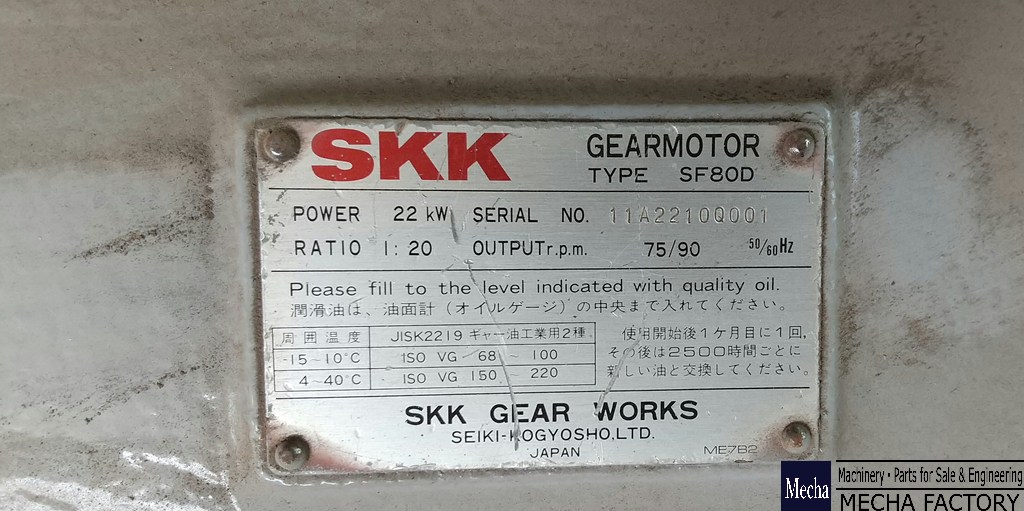 SKK GEARMOTOR
TYPE SF80D
POWER 22 kW SERIAL NO. 11A2210Q001
RATIO 1:20 OUTPUT r.p.m. 75/90 50/60Hz
Please fill to the level indicated with quality oil.
潤滑油は、油面計(オイルゲージ)の中央まで入れてください。
周囲温度 JISK2219 ギャー油工業用2種.
-15~10°C ISO VG 68 - 100
4~40°C ISO VG 150 220
使用開始後1ケ月目に1回,
その後は2500時間ごとに
新しい油と交換してください。
SKK GEAR WORKS
SEIKI-KOGYOSHO,LTD.
JAPAN
ME7B2
Mecha
Machinery • Parts for Sale & Engineering
MECHA FACTORY